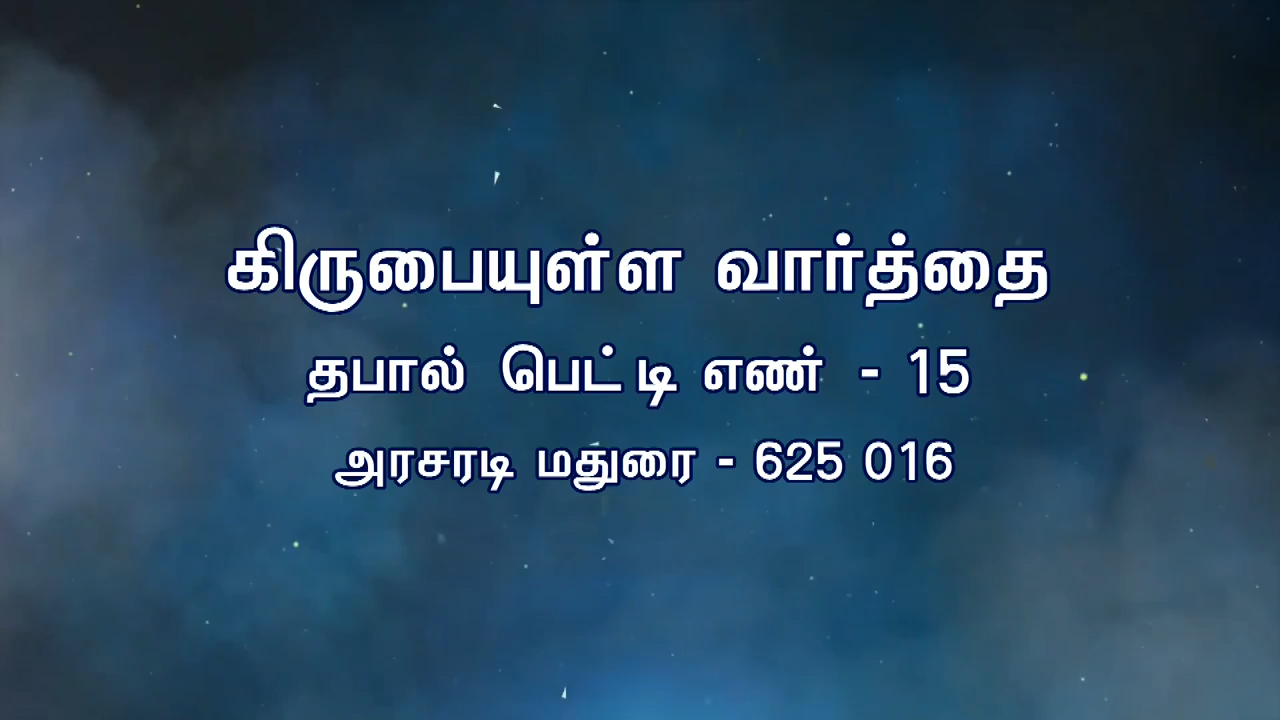 கிருபையுள்ள வார்த்தை
தபால் பெட்டி எண் - 15
அரசரடி மதுரை - 625 016